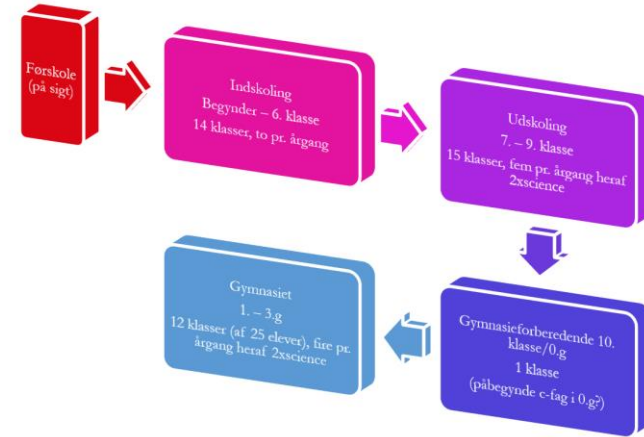 Førskole
(på sigt)
Indskoling
Begynder – 6. klasse
14 klasser, to pr. årgang
Udskoling
7. – 9. klasse
15 klasser, fem pr. årgang heraf
2xscience
Gymnasieforberedende 10.
klasse/0.g
1 klasse
(påbegynde c-fag i 0.g?)
Gymnasiet
1. – 3.g
12 klasser (af 25 elever), fire pr.
årgang heraf 2xscience